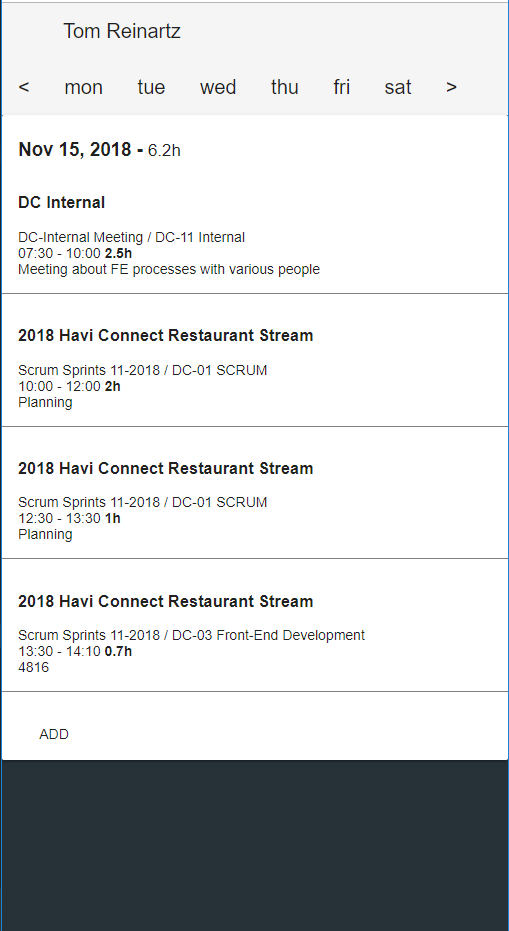 Tom Reinartz
< mon tue wed thu fri sat >
Nov 15, 2018 - 6.2h
DC Internal
DC-Internal Meeting / DC-11 Internal
07:30 - 10:00 2.5h
Meeting about FE processes with various people
2018 Havi Connect Restaurant Stream
Scrum Sprints 11-2018 / DC-01 SCRUM
10:00 - 12:00 2h
Planning
2018 Havi Connect Restaurant Stream
Scrum Sprints 11-2018 / DC-01 SCRUM
12:30 - 13:30 1h
Planning
2018 Havi Connect Restaurant Stream
Scrum Sprints 11-2018 / DC-03 Front-End Development
13:30 - 14:10 0.7h
4816
ADD